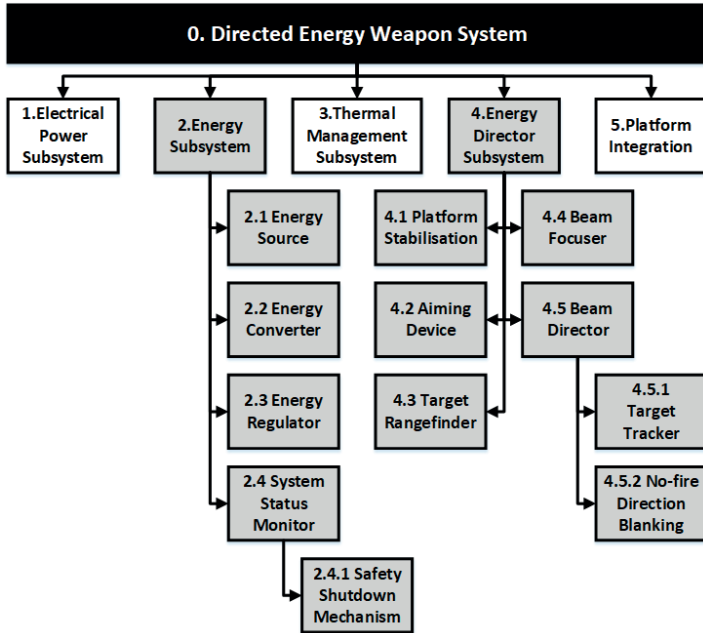 0. Directed Energy Weapon System
1.Electrical
Power
Subsystem
2.Energy
Subsystem
3.Thermal
Management
Subsystem
4.Energy
Director
Subsystem
5.Platform
Integration
2.1 Energy
Source
2.2 Energy
Converter
2.3 Energy
Regulator
2.4 System
Status
Monitor
2.4.1 Safety
Shutdown
Mechanism
4.1 Platform
Stabilisation
4.2 Aiming
Device
4.3 Target
Rangefinder
4.4 Beam
Focuser
4.5 Beam
Director
4.5.1
Target
Tracker
4.5.2 No-fire
Direction
Blanking